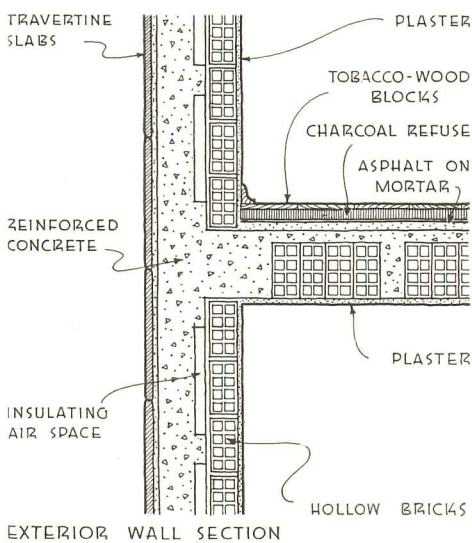 TRAVERTINE
SLABS
PLASTER
TOBACCO-WOOD
BLOCKS
CHARCOAL REFUSE
ASPHALT ON
MORTAR
REINFORCED
CONCRETE
PLASTER
INSULATING
AIR SPACE
HOLLOW BRICKS
EXTERIOR WALL SECTION